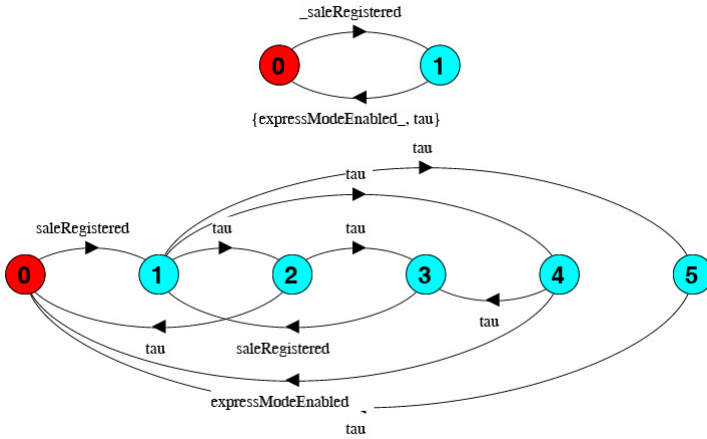 _saleRegistered
0 1
{expressModeEnabled_, tau}
tau
tau
saleRegistered tau tau
0 1 2 3 4 5
tau
tau saleRegistered
expressModeEnabled
tau